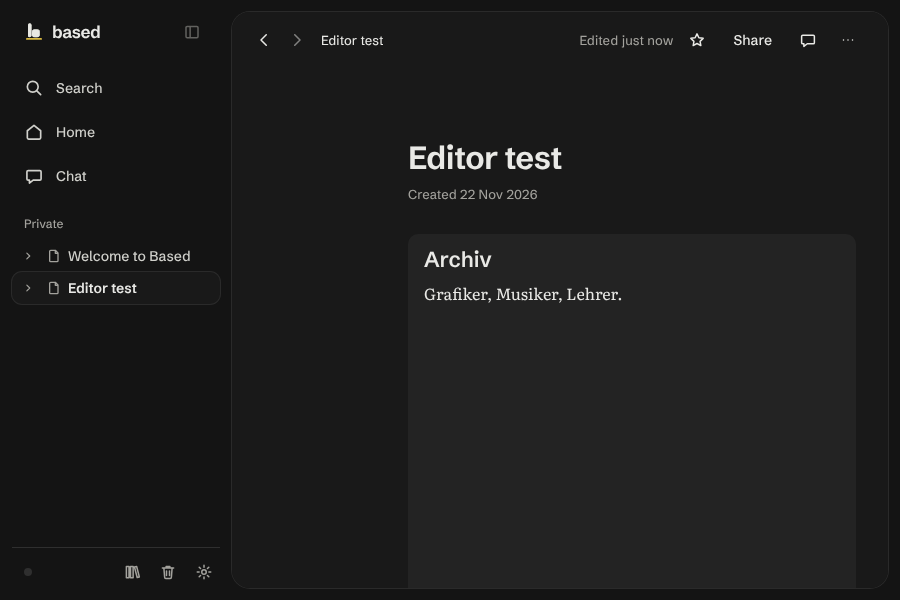 based
Search
Home
Chat
Private
Welcome to Based
Editor test
Editor test
Edited just now
Share
Editor test
Created 22 Nov 2026
Archiv
Grafiker, Musiker, Lehrer.